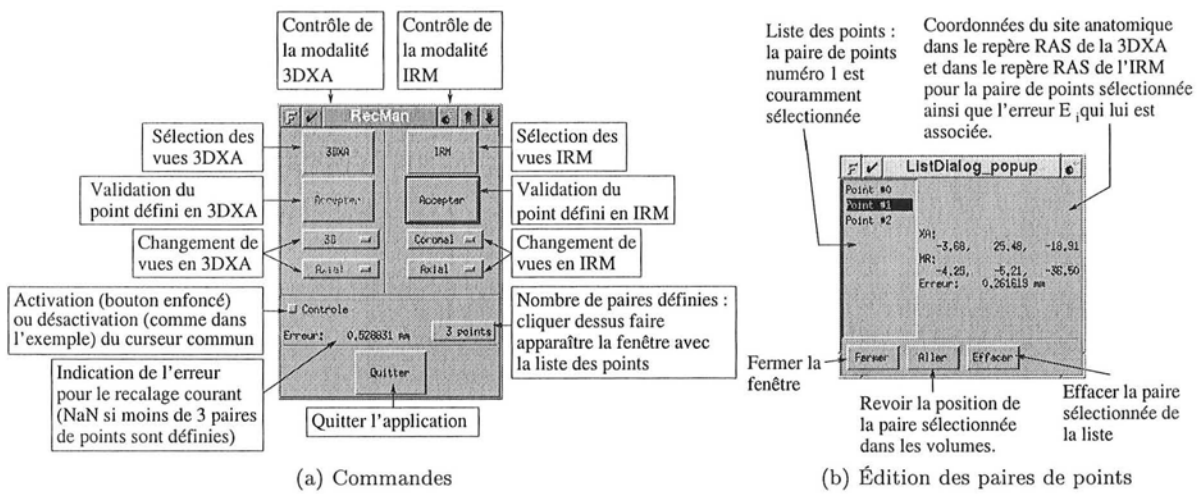 Contrôle de
la modalité
3DXA
Contrôle de
la modalité
IRM
RecMan
Sélection des
vues 3DXA
3DXA
IRM
Sélection des
vues IRM
Validation du
point défini en 3DXA
Accepter
Accepter
Validation du
point défini en IRM
Changement de
vues en 3DXA
3D
Coronal
Axial
Axial
Changement de
vues en IRM
Activation (bouton enfoncé)
ou désactivation (comme dans
l'exemple) du curseur commun
Controle
Erreur: 0,528831 mm
3 points
Nombre de paires définies :
cliquer dessus faire
apparaître la fenêtre avec
la liste des points
Indication de l'erreur
pour le recalage courant
(NaN si moins de 3 paires
de points sont définies)
Quitter
Quitter l'application
(a) Commandes
Liste des points :
la paire de points
numéro 1 est
couramment
sélectionnée
Coordonnées du site anatomique
dans le repère RAS de la 3DXA
et dans le repère RAS de l'IRM
pour la paire de points sélectionnée
ainsi que l'erreur E i qui lui est
associée.
ListDialog_popup
Point #0
Point #1
Point #2
XA:
-3,68, 25,48, -18,91
MR:
-4,25, -5,21, -36,50
Erreur: 0,261619 mm
Fermer Aller Effacer
Fermer la
fenêtre
Revoir la position de
la paire sélectionnée
dans les volumes.
Effacer la paire
sélectionnée de
la liste
(b) Édition des paires de points